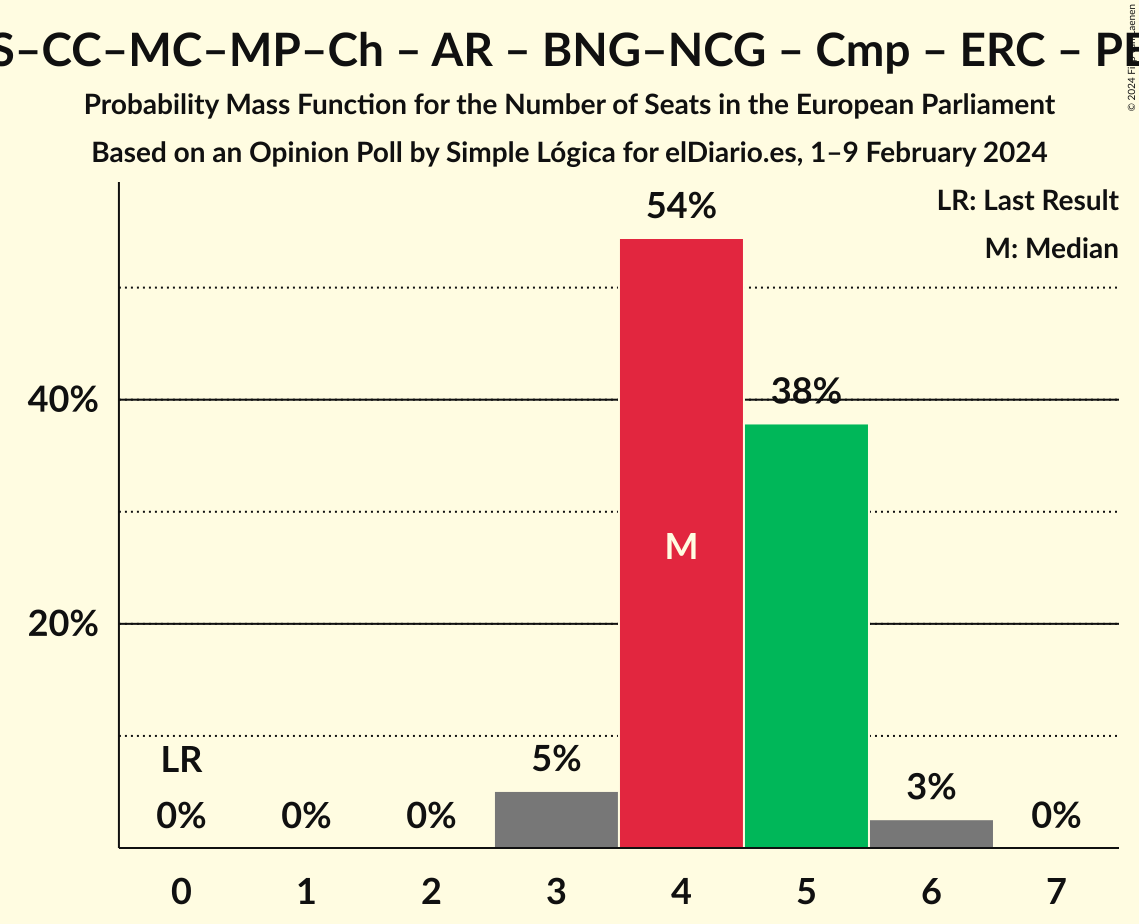 S–CC–MC–MP–Ch – AR – BNG–NCG – Cmp – ERC – PE
© 2024 Fi
aenen
Probability Mass Function for the Number of Seats in the European Parliament
Based on an Opinion Poll by Simple Lógica for elDiario.es, 1–9 February 2024
LR: Last Result
M: Median
54%
40%
38%
M
20%
LR
5%
3%
0%
0%
0%
0%
0
1
2
3
4
5
6
7